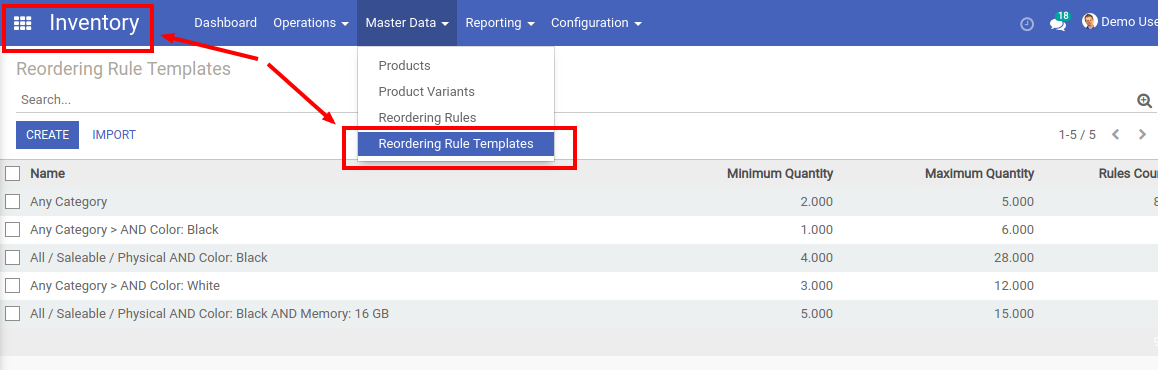 Inventory Dashboard Operations Master Data Reporting Configuration 18 Demo Use
Reordering Rule Templates
Products
Search...
Product Variants
Reordering Rules
CREATE IMPORT Reordering Rule Templates 1-5 / 5
Name Minimum Quantity Maximum Quantity Rules Cou
Any Category 2.000 5.000
Any Category > AND Color: Black 1.000 6.000
All / Saleable / Physical AND Color: Black 4.000 28.000
Any Category > AND Color: White 3.000 12.000
All / Saleable / Physical AND Color: Black AND Memory: 16 GB 5.000 15.000